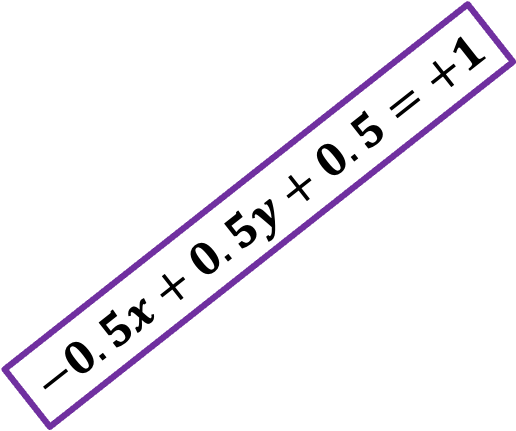 −0.5x + 0.5y + 0.5 = +1